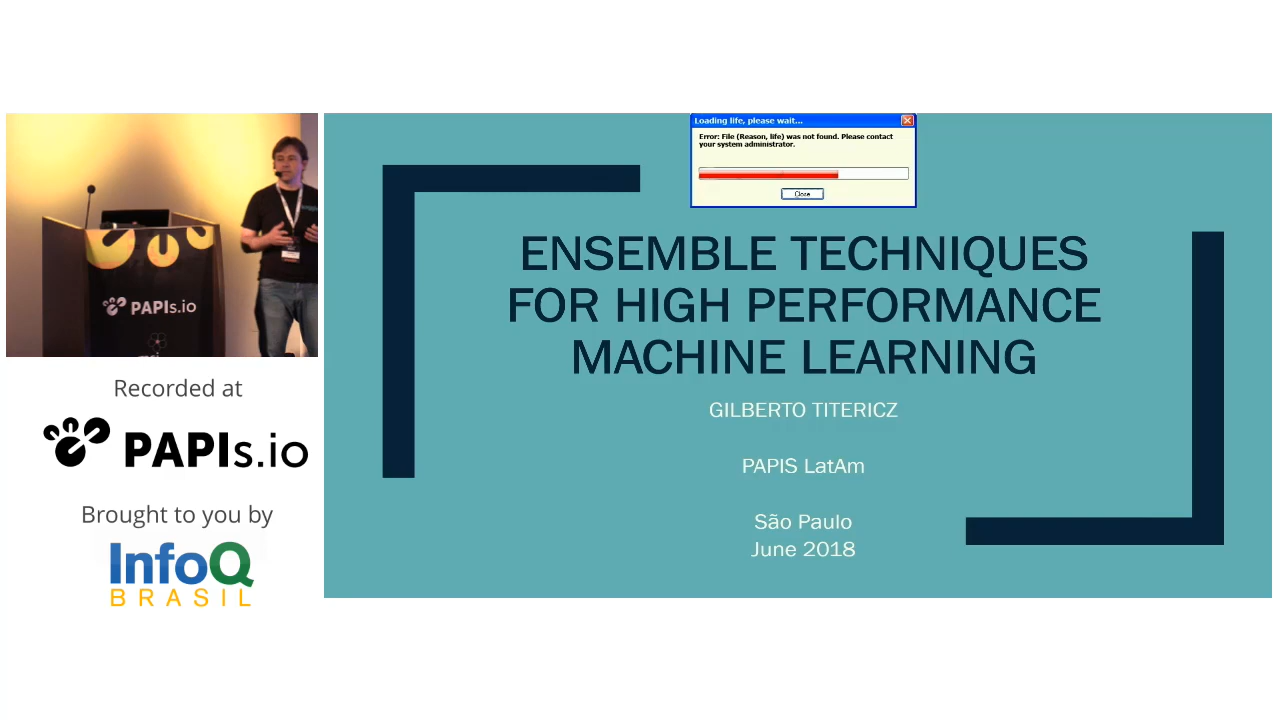 Loading life, please wait...
Error: File (Reason, life) was not found. Please contact
your system administrator.
Close
ENSEMBLE TECHNIQUES
FOR HIGH PERFORMANCE
MACHINE LEARNING
GILBERTO TITERICZ
PAPIS LatAm
São Paulo
June 2018
PAPIs.io
Recorded at
PAPIs.io
Brought to you by
InfoQ
BRASIL